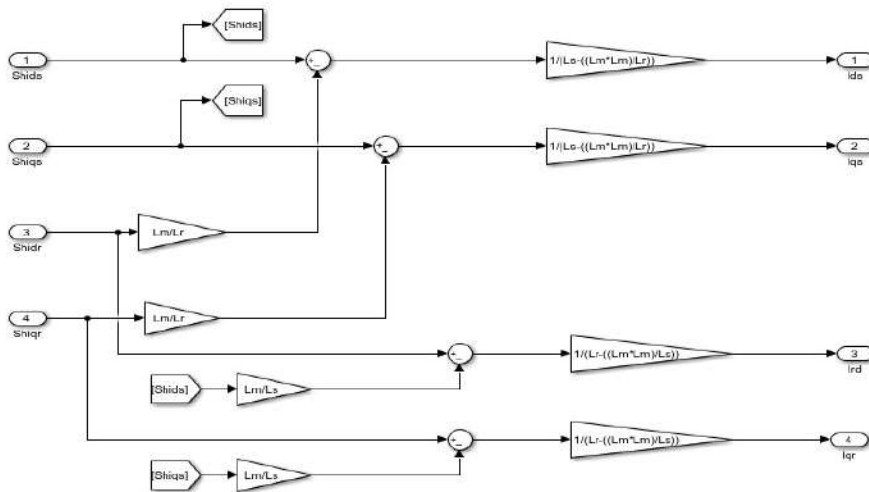 [Shids]
1
Shids
+
-
1/(Ls-((Lm*Lm)/Lr))
1
Ids
[Shiqs]
2
Shiqs
+
-
1/(Ls-((Lm*Lm)/Lr))
2
Iqs
3
Shidr
Lm/Lr
4
Shiqr
Lm/Lr
+
-
1/(Lr-((Lm*Lm)/Ls))
3
Ird
[Shids]
Lm/Ls
+
-
1/(Lr-((Lm*Lm)/Ls))
4
Iqr
[Shiqs]
Lm/Ls